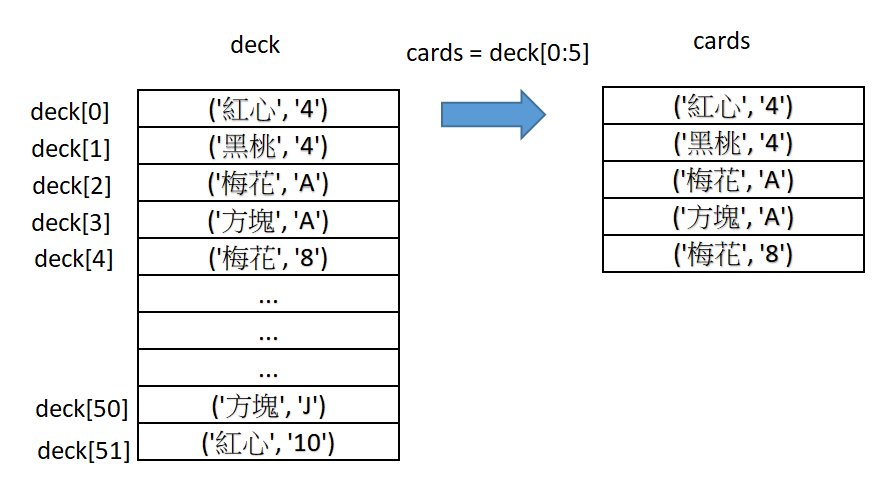 deck
cards = deck[0:5]
cards
deck[0]
('紅心', '4')
deck[1]
('黑桃', '4')
deck[2]
('梅花', 'A')
deck[3]
('方塊', 'A')
deck[4]
('梅花', '8')
...
...
...
deck[50]
('方塊', 'J')
deck[51]
('紅心', '10')
('紅心', '4')
('黑桃', '4')
('梅花', 'A')
('方塊', 'A')
('梅花', '8')